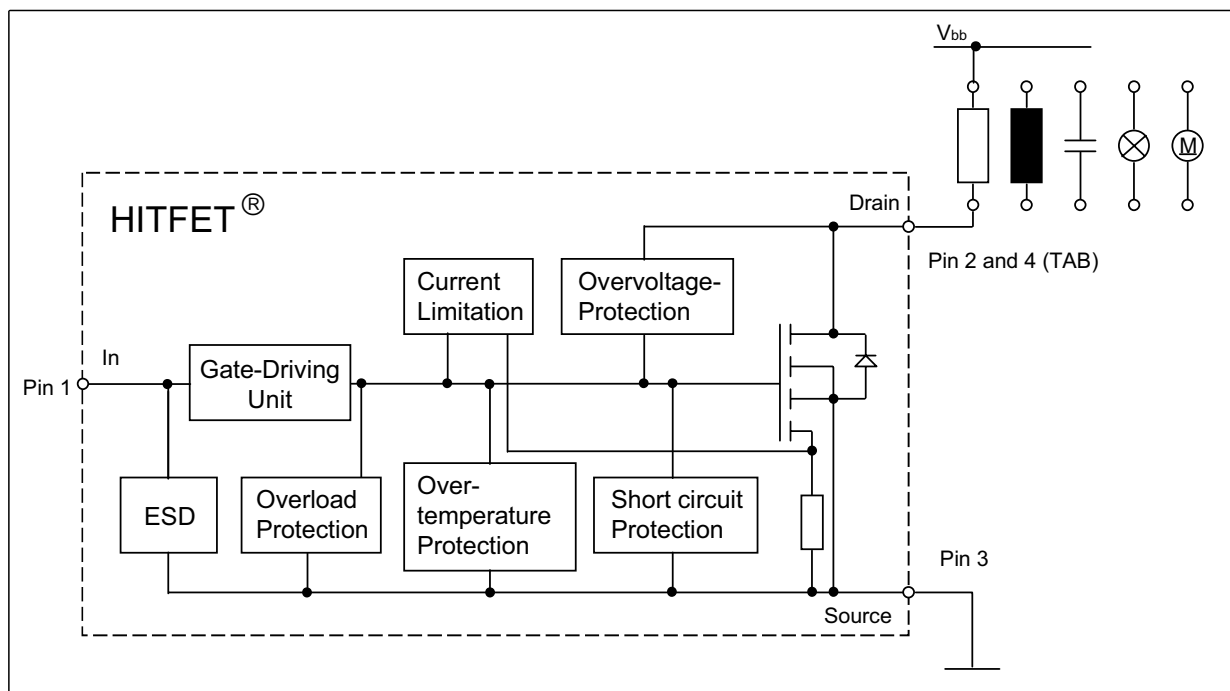 Vbb
HITFET ®
Drain
Pin 2 and 4 (TAB)
Current
Limitation
Overvoltage-
Protection
M
In
Pin 1
Gate-Driving
Unit
ESD
Overload
Protection
Over-
temperature
Protection
Short circuit
Protection
Pin 3
Source